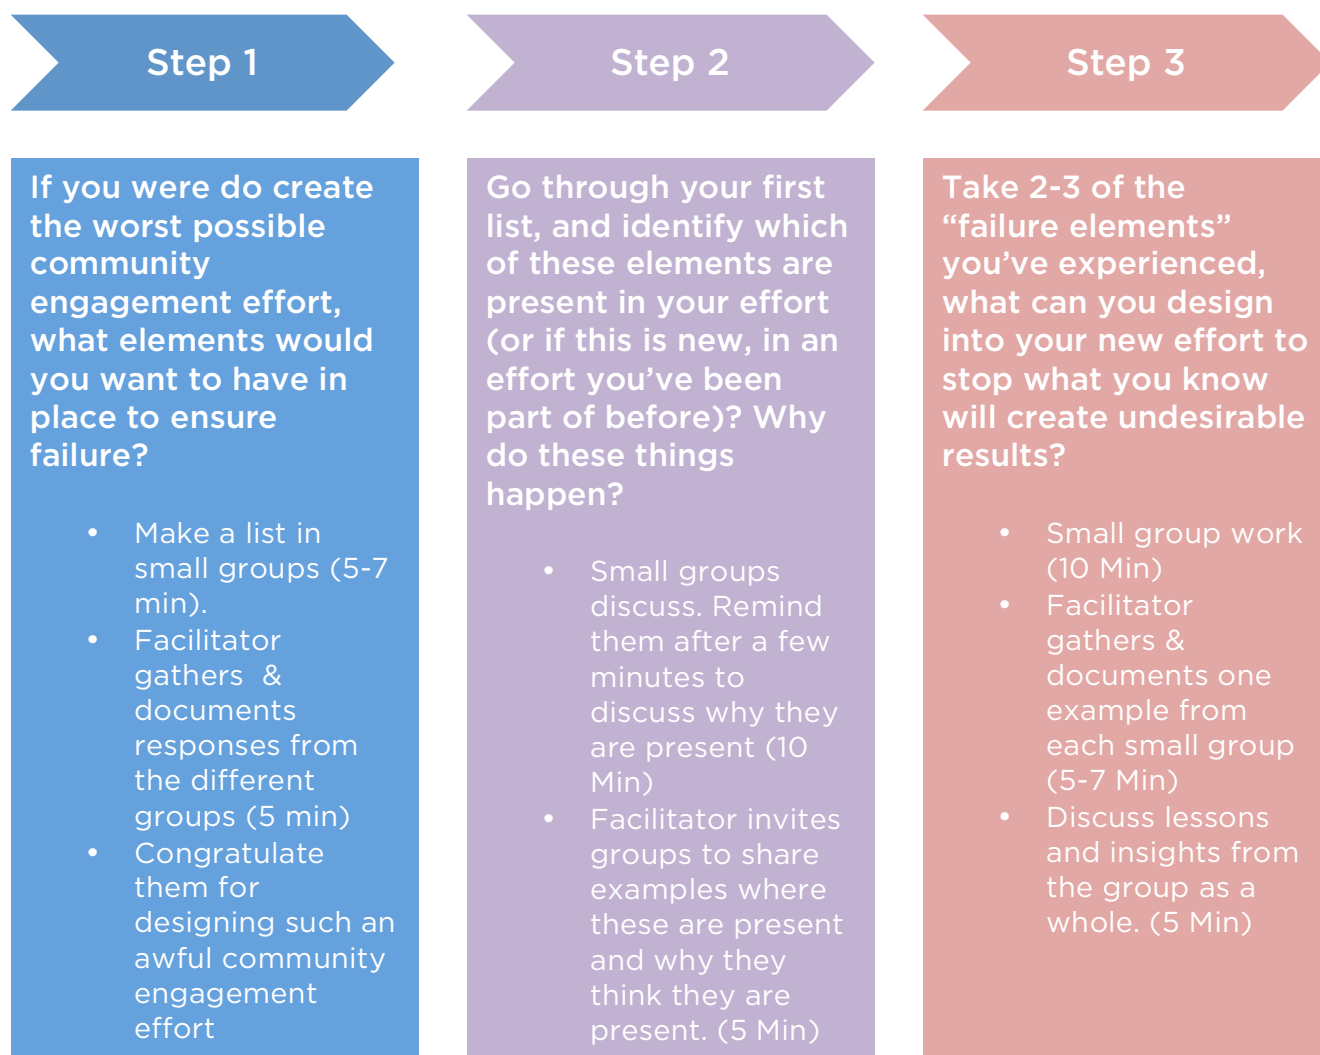 Step 1
If you were do create
the worst possible
community
engagement effort,
what elements would
you want to have in
place to ensure
failure?
• Make a list in
small groups (5-7
min).
• Facilitator
gathers  &
documents
responses from
the different
groups (5 min)
• Congratulate
them for
designing such an
awful community
engagement
effort
Step 2
Go through your first
list, and identify which
of these elements are
present in your effort
(or if this is new, in an
effort you’ve been
part of before)? Why
do these things
happen?
• Small groups
discuss. Remind
them after a few
minutes to
discuss why they
are present (10
Min)
• Facilitator invites
groups to share
examples where
these are present
and why they
think they are
present. (5 Min)
Step 3
Take 2-3 of the
“failure elements”
you’ve experienced,
what can you design
into your new effort to
stop what you know
will create undesirable
results?
• Small group work
(10 Min)
• Facilitator
gathers &
documents one
example from
each small group
(5-7 Min)
• Discuss lessons
and insights from
the group as a
whole. (5 Min)